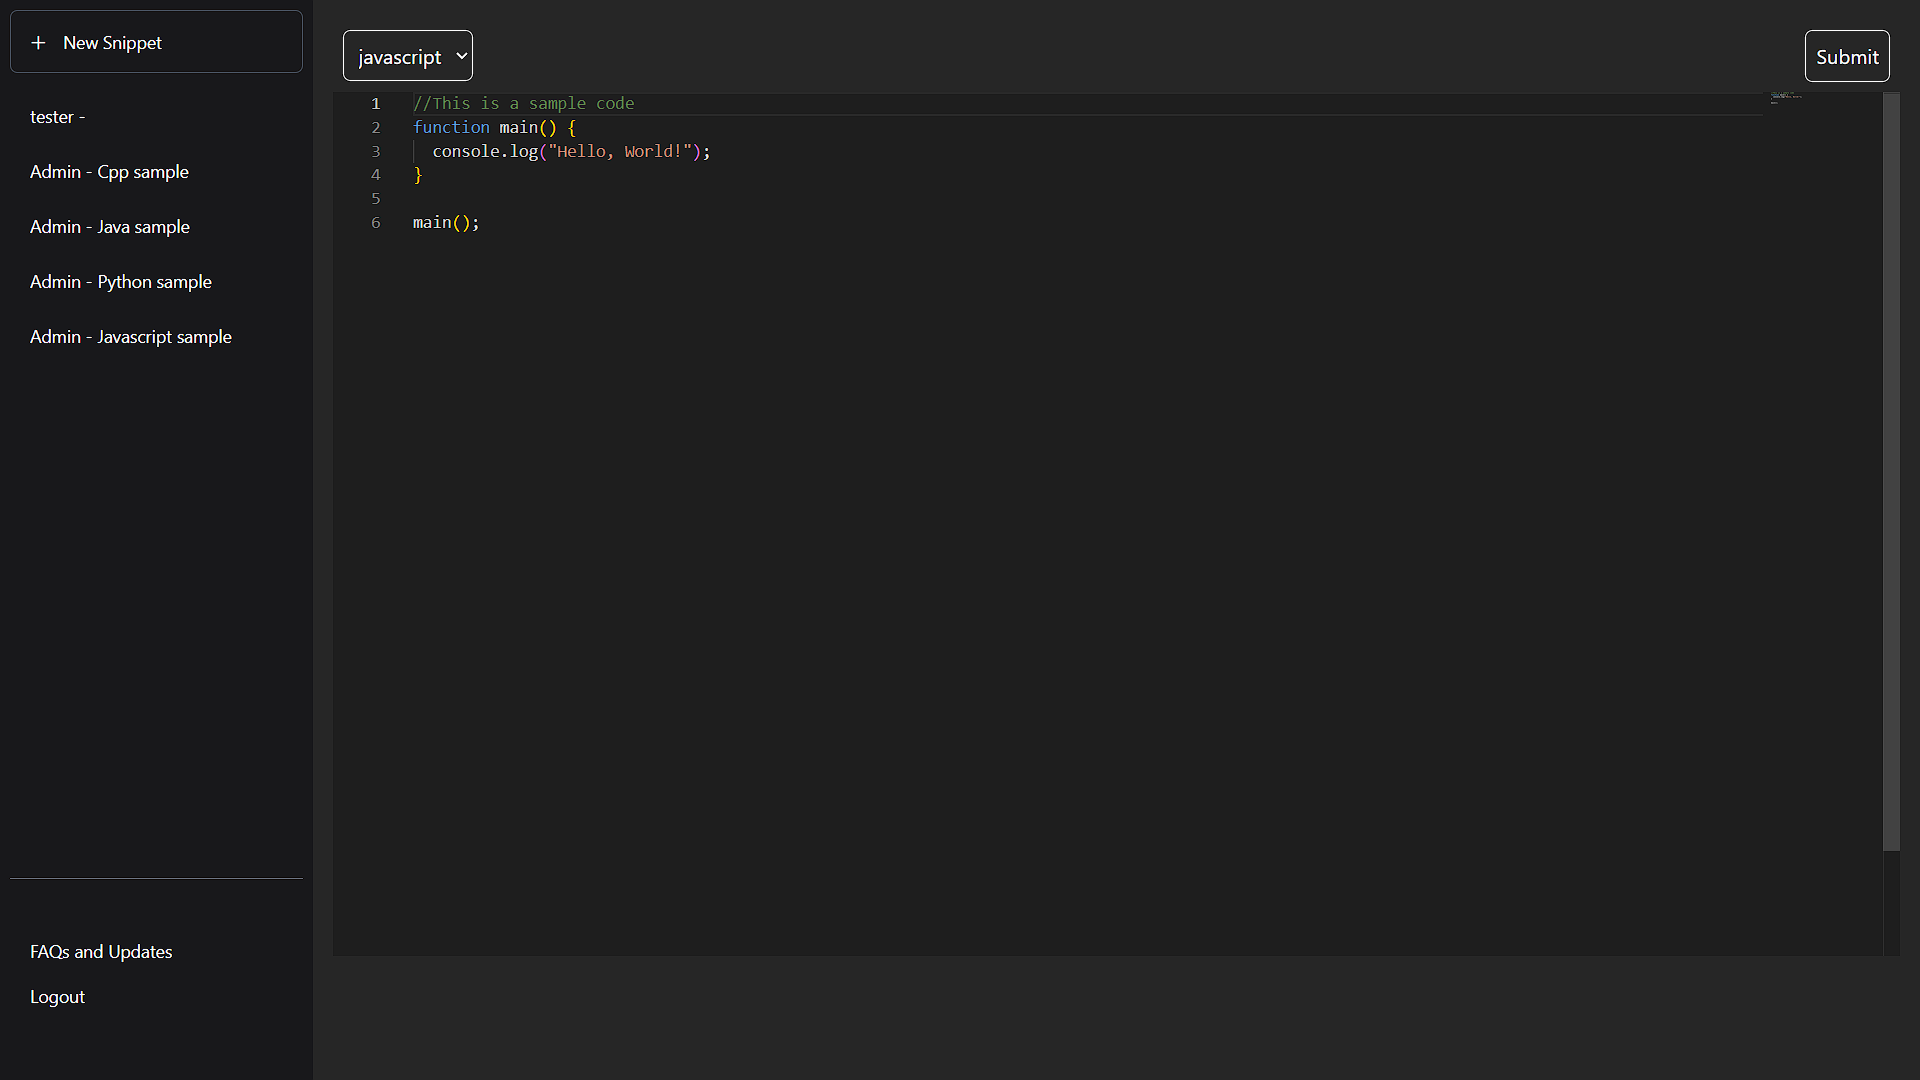 + New Snippet
tester -
Admin - Cpp sample
Admin - Java sample
Admin - Python sample
Admin - Javascript sample
FAQs and Updates
Logout
javascript
Submit
1 //This is a sample code
2 function main() {
3   console.log("Hello, World!");
4 }
5
6 main();